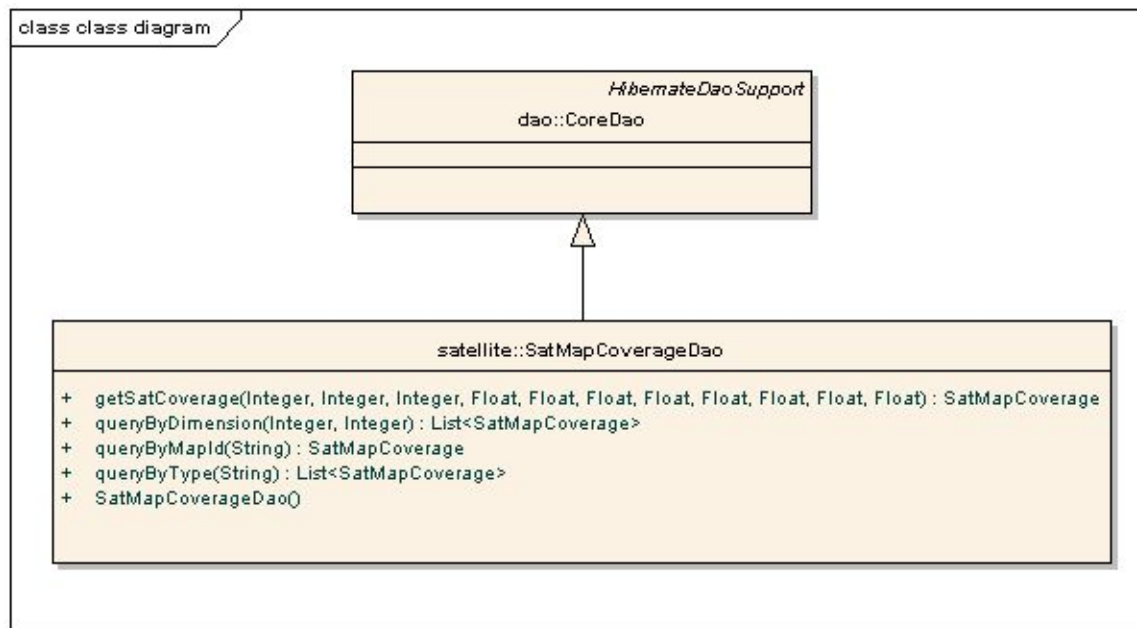 class class diagram
HibernateDaoSupport
dao::CoreDao
satellite::SatMapCoverageDao
+ getSatCoverage(Integer, Integer, Integer, Float, Float, Float, Float, Float, Float, Float, Float) : SatMapCoverage
+ queryByDimension(Integer, Integer) : List<SatMapCoverage>
+ queryByMapId(String) : SatMapCoverage
+ queryByType(String) : List<SatMapCoverage>
+ SatMapCoverageDao()